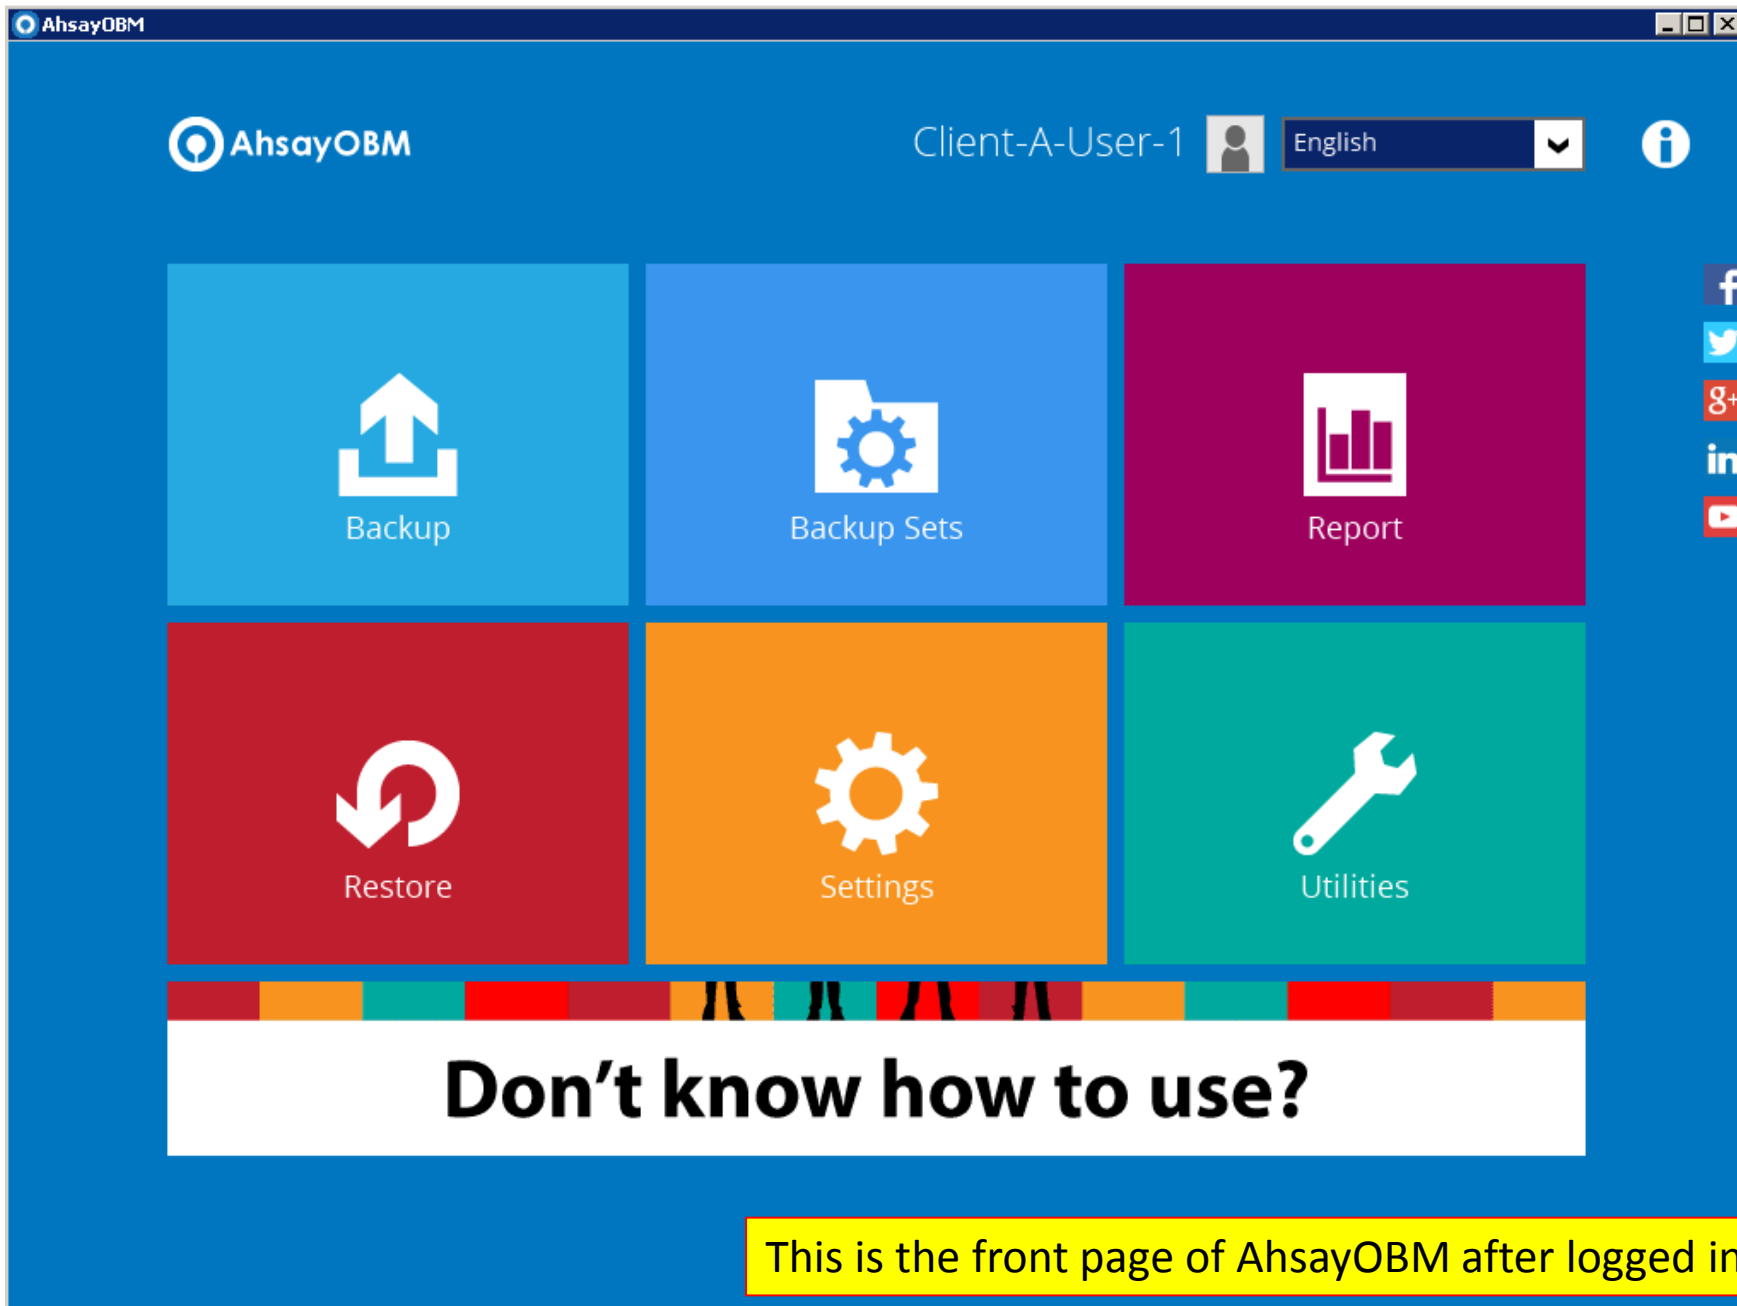 AhsayOBM
AhsayOBM
Client-A-User-1
English
Backup
Backup Sets
Report
f
g+
in
Restore
Settings
Utilities
Don’t know how to use?
This is the front page of AhsayOBM after logged in